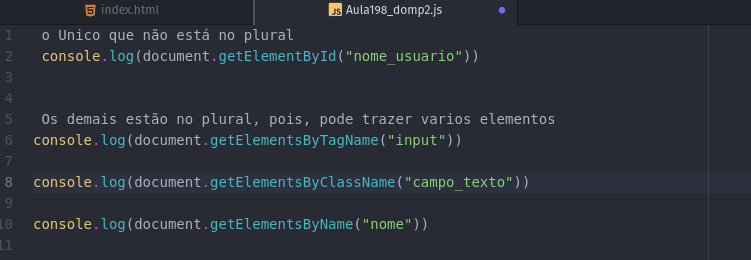 index.html
JS Aula198_domp2.js
1 o Unico que não está no plural
2 console.log(document.getElementById("nome_usuario"))
3
4
5 Os demais estão no plural, pois, pode trazer varios elementos
6 console.log(document.getElementsByTagName("input"))
7
8 console.log(document.getElementsByClassName("campo_texto"))
9
10 console.log(document.getElementsByName("nome"))
11